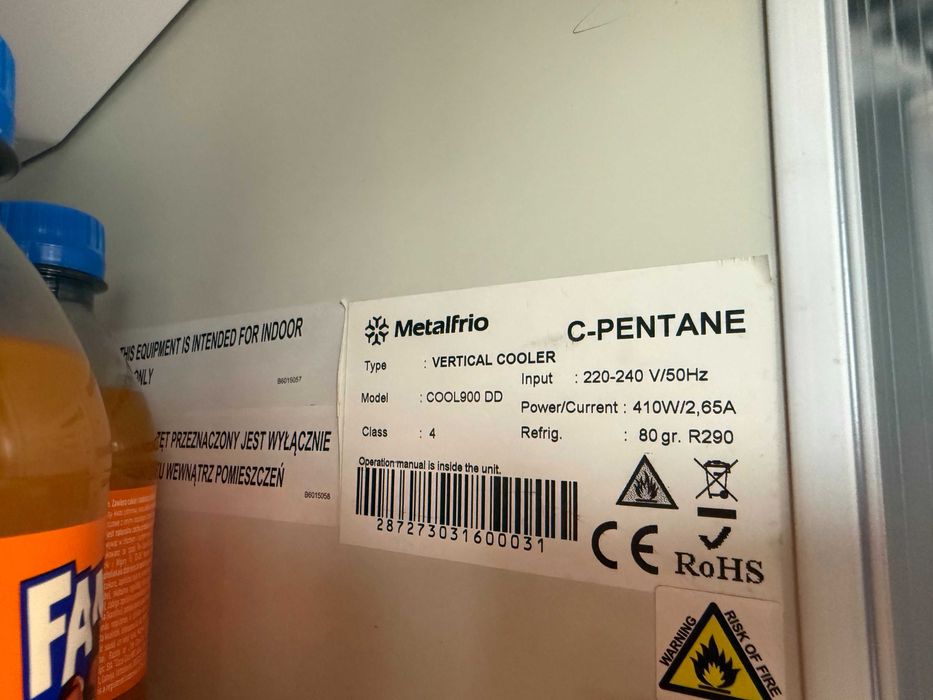 THIS EQUIPMENT IS INTENDED FOR INDOOR
ONLY
B6015057
PRZEZNACZONY JEST WYŁĄCZNIE
WEWNĄTRZ POMIESZCZEŃ
B6015058
Metalfrio
C-PENTANE
Type : VERTICAL COOLER
Input : 220-240 V/50Hz
Model : COOL900 DD
Power/Current : 410W/2,65A
Class : 4
Refrig. : 80 gr. R290
Operation manual is inside the unit.
287273031600031
CE
RoHS
WARNING
RISK OF FIRE
FAN